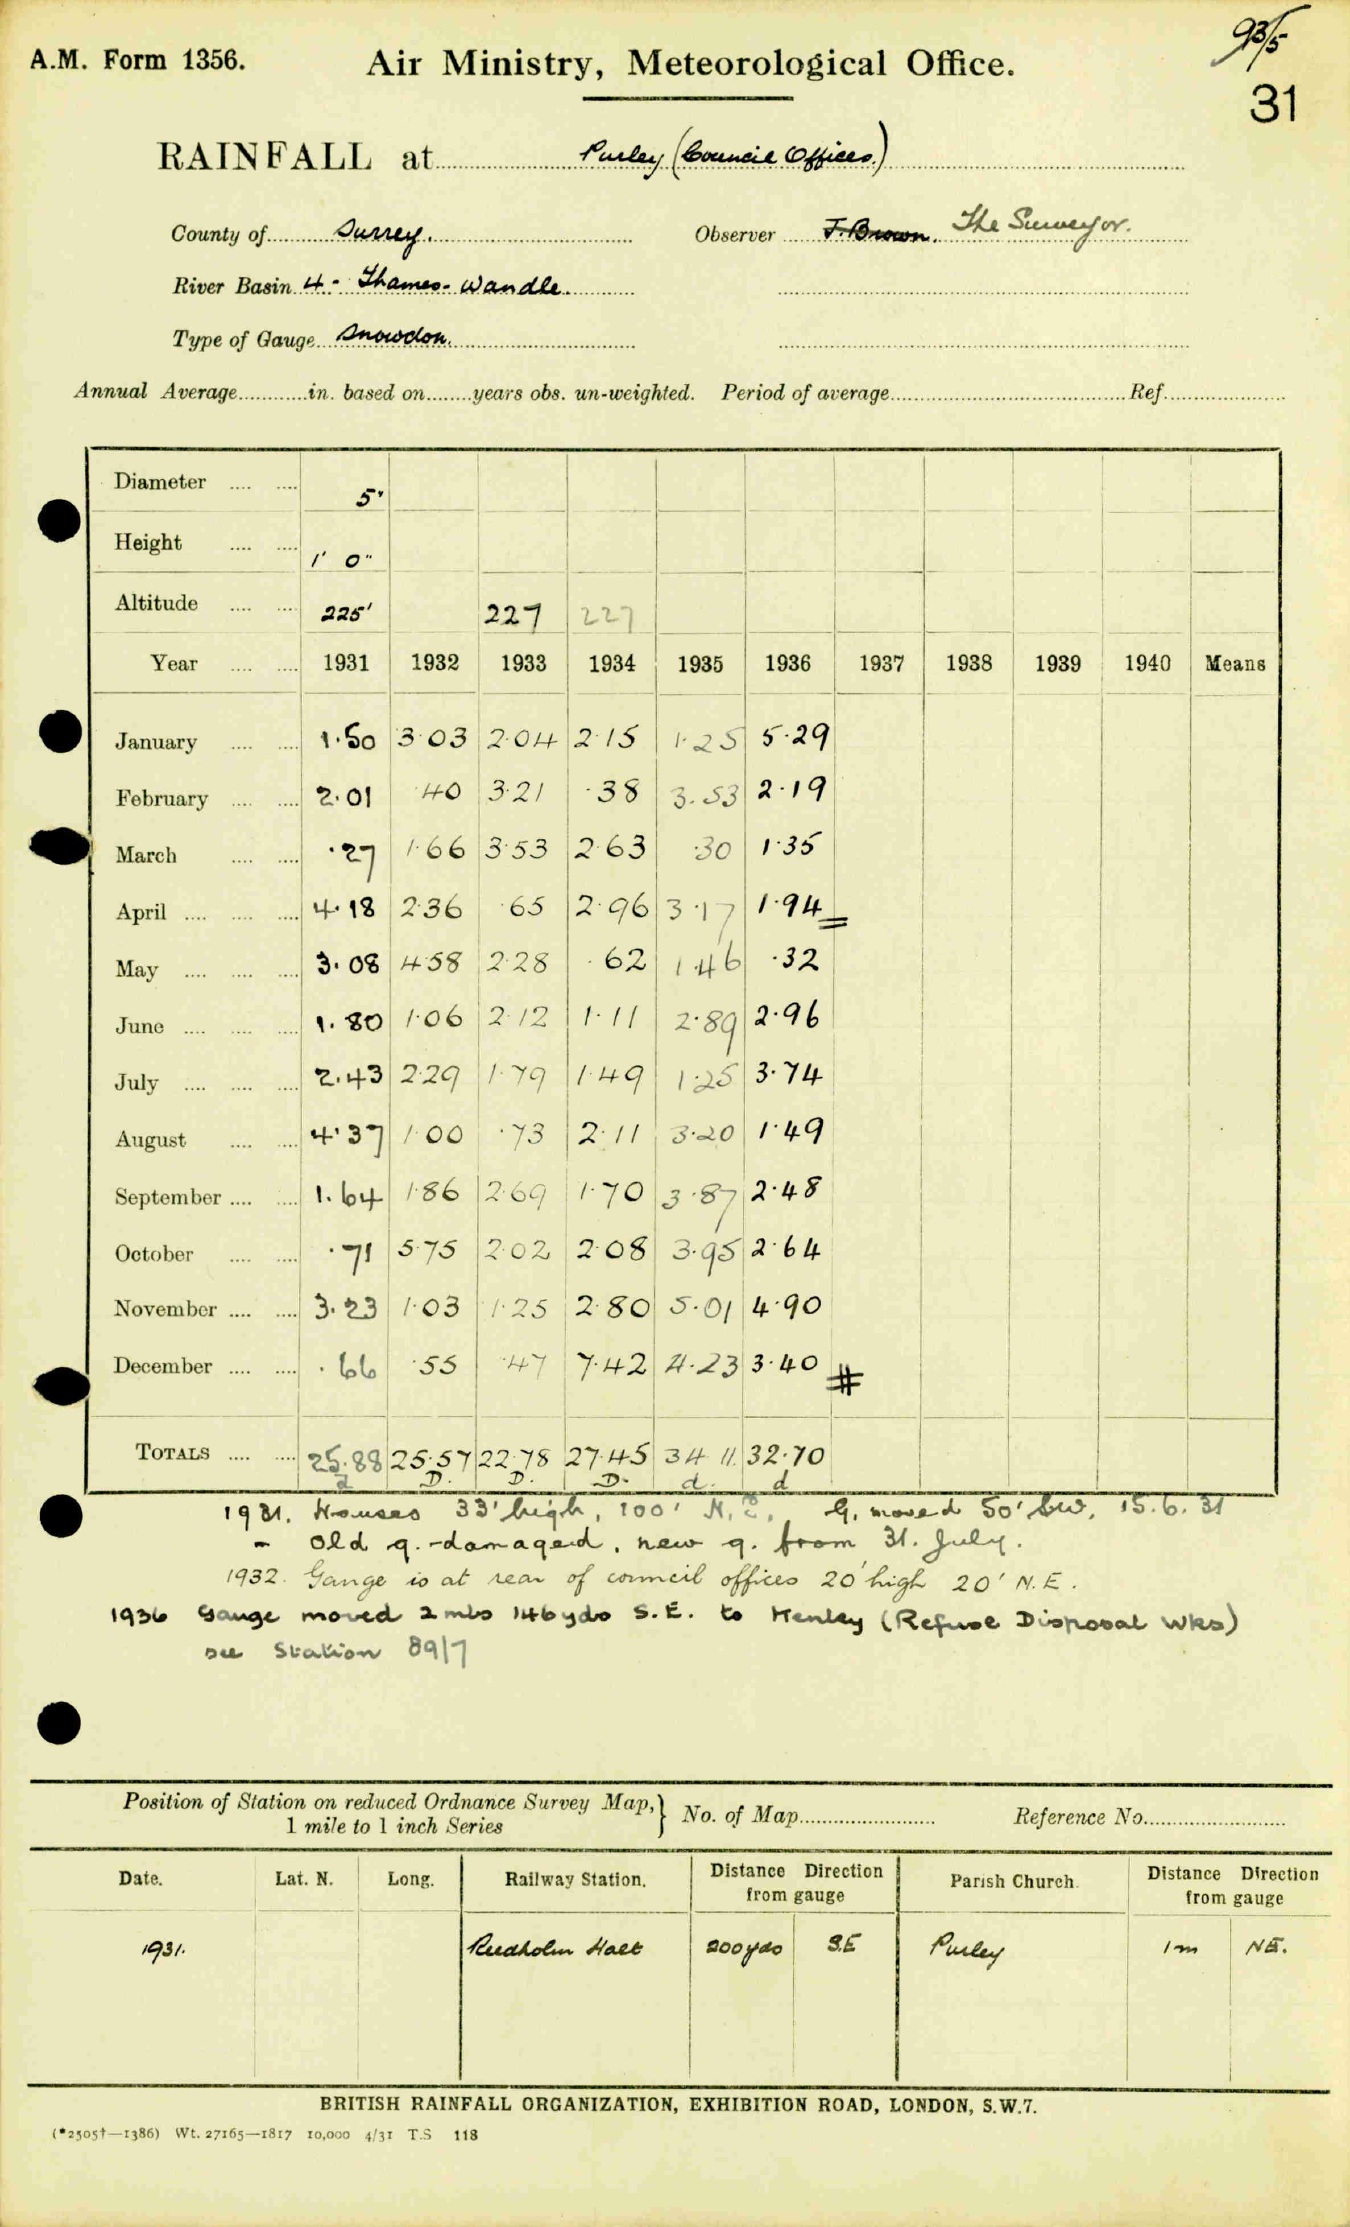 93/5
A.M. Form 1356. Air Ministry, Meteorological Office.
31
RAINFALL at Purley (Council Offices.)
County of Surrey. Observer F. Brown. The Surveyor.
River Basin 4 - Thames - Wandle.
Type of Gauge Snowdon.
Annual Average............in. based on........years obs. un-weighted. Period of average........................Ref.....................
Diameter .... .... 5"
Height .... .... 1' 0"
Altitude .... .... 225' 227 227
Year .... .... 1931 1932 1933 1934 1935 1936 1937 1938 1939 1940 Means
January .... .... 1.50 3.03 2.04 2.15 1.25 5.29
February .... .... 2.01 .40 3.21 .38 3.53 2.19
March .... .... .27 1.66 3.53 2.63 .30 1.35
April .... .... .... 4.18 2.36 .65 2.96 3.17 1.94
May .... .... .... 3.08 4.58 2.28 .62 1.46 .32
June .... .... .... 1.80 1.06 2.12 1.11 2.89 2.96
July .... .... .... 2.43 2.29 1.79 1.49 1.25 3.74
August .... .... 4.37 1.00 .73 2.11 3.20 1.49
September .... .... 1.64 1.86 2.69 1.70 3.87 2.48
October .... .... .71 5.75 2.02 2.08 3.95 2.64
November .... .... 3.23 1.03 1.25 2.80 5.01 4.90
December .... .... .66 .55 .47 7.42 4.23 3.40 #
TOTALS .... .... 25.88 25.57 22.78 27.45 34.11 32.70
d D. D. D. d. d
1931. Houses 33' high, 100' N.E. G. moved 50' SW. 15.6.31
- Old g. damaged, new g. from 31. July.
1932. Gauge is at rear of council offices 20' high 20' N.E.
1936 Gauge moved 2 mls 146 yds S.E. to Kenley (Refuse Disposal Wks)
see Station 89/7
Position of Station on reduced Ordnance Survey Map,} No. of Map........................ Reference No.........................
1 mile to 1 inch Series
Date. Lat. N. Long. Railway Station. Distance Direction Parish Church. Distance Direction
from gauge from gauge
1931. Reedham Halt 200 yds S.E Purley 1 m NE.
BRITISH RAINFALL ORGANIZATION, EXHIBITION ROAD, LONDON, S.W.7.
(*2505†—1386) Wt. 27165—1817 10,000 4/31 T.S 118